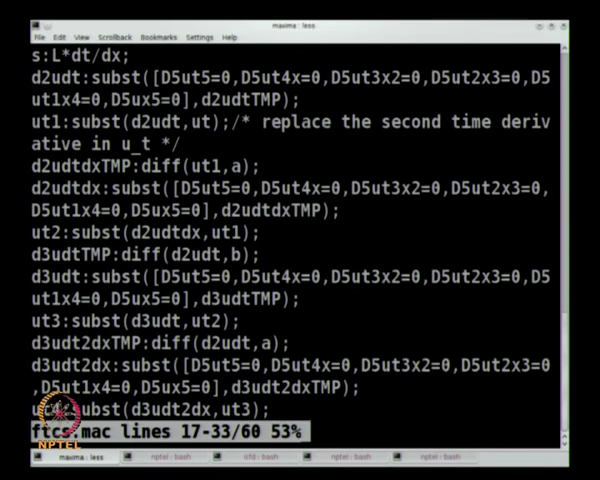 maxima : less
File Edit View Scrollback Bookmarks Settings Help
s:L*dt/dx;
d2udt:subst([D5ut5=0,D5ut4x=0,D5ut3x2=0,D5ut2x3=0,D5
ut1x4=0,D5ux5=0],d2udtTMP);
ut1:subst(d2udt,ut);/* replace the second time deriv
ative in u_t */
d2udtdxTMP:diff(ut1,a);
d2udtdx:subst([D5ut5=0,D5ut4x=0,D5ut3x2=0,D5ut2x3=0,
D5ut1x4=0,D5ux5=0],d2udtdxTMP);
ut2:subst(d2udtdx,ut1);
d3udtTMP:diff(d2udt,b);
d3udt:subst([D5ut5=0,D5ut4x=0,D5ut3x2=0,D5ut2x3=0,D5
ut1x4=0,D5ux5=0],d3udtTMP);
ut3:subst(d3udt,ut2);
d3udt2dxTMP:diff(d2udt,a);
d3udt2dx:subst([D5ut5=0,D5ut4x=0,D5ut3x2=0,D5ut2x3=0
,D5ut1x4=0,D5ux5=0],d3udt2dxTMP);
subst(d3udt2dx,ut3);
ftcs.mac lines 17-33/60 53%
NPTEL
maxima : less nptel : bash cfd : bash nptel : bash nptel : bash